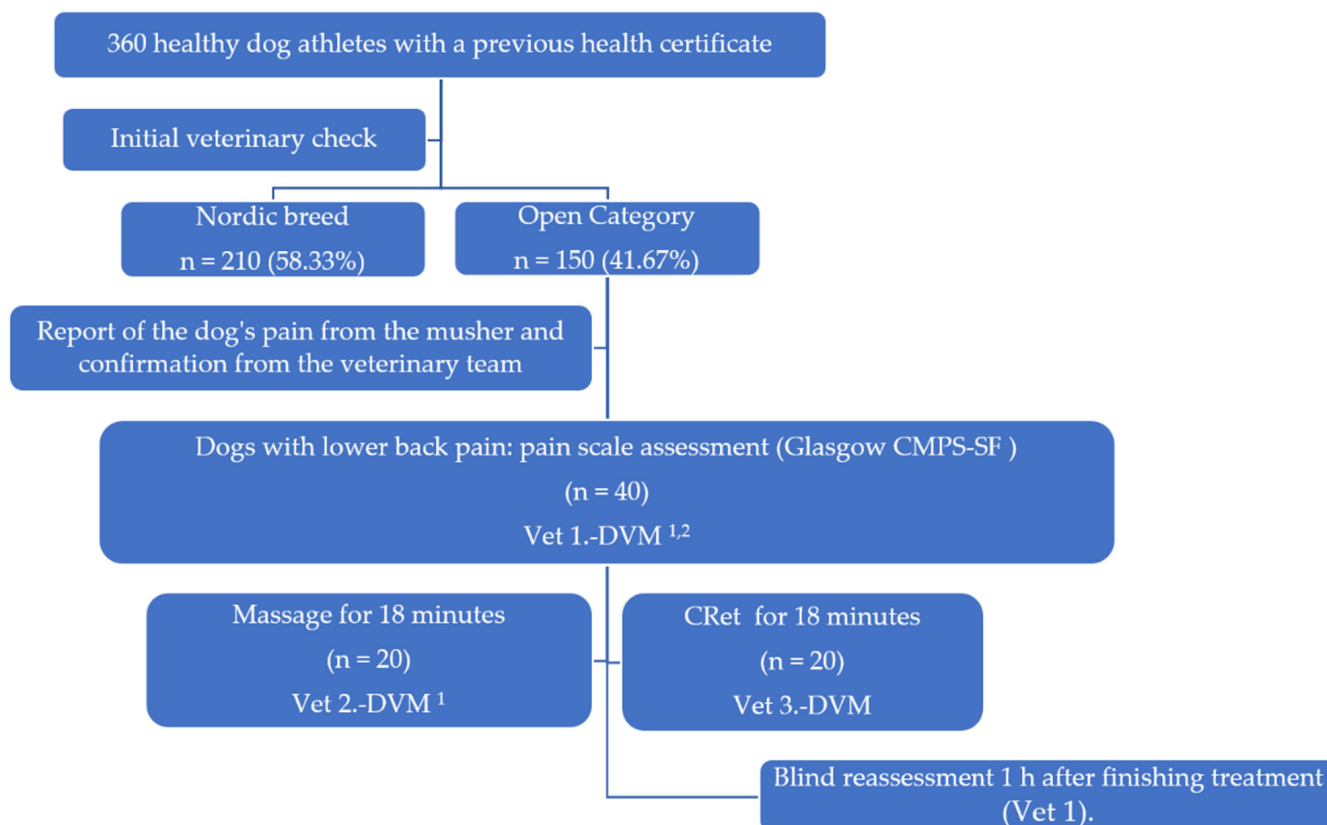 360 healthy dog athletes with a previous health certificate
Initial veterinary check
Nordic breed
n = 210 (58.33%)
Open Category
n = 150 (41.67%)
Report of the dog's pain from the musher and
confirmation from the veterinary team
Dogs with lower back pain: pain scale assessment (Glasgow CMPS-SF )
(n = 40)
Vet 1.-DVM 1,2
Massage for 18 minutes
(n = 20)
Vet 2.-DVM 1
CRet for 18 minutes
(n = 20)
Vet 3.-DVM
Blind reassessment 1 h after finishing treatment
(Vet 1).